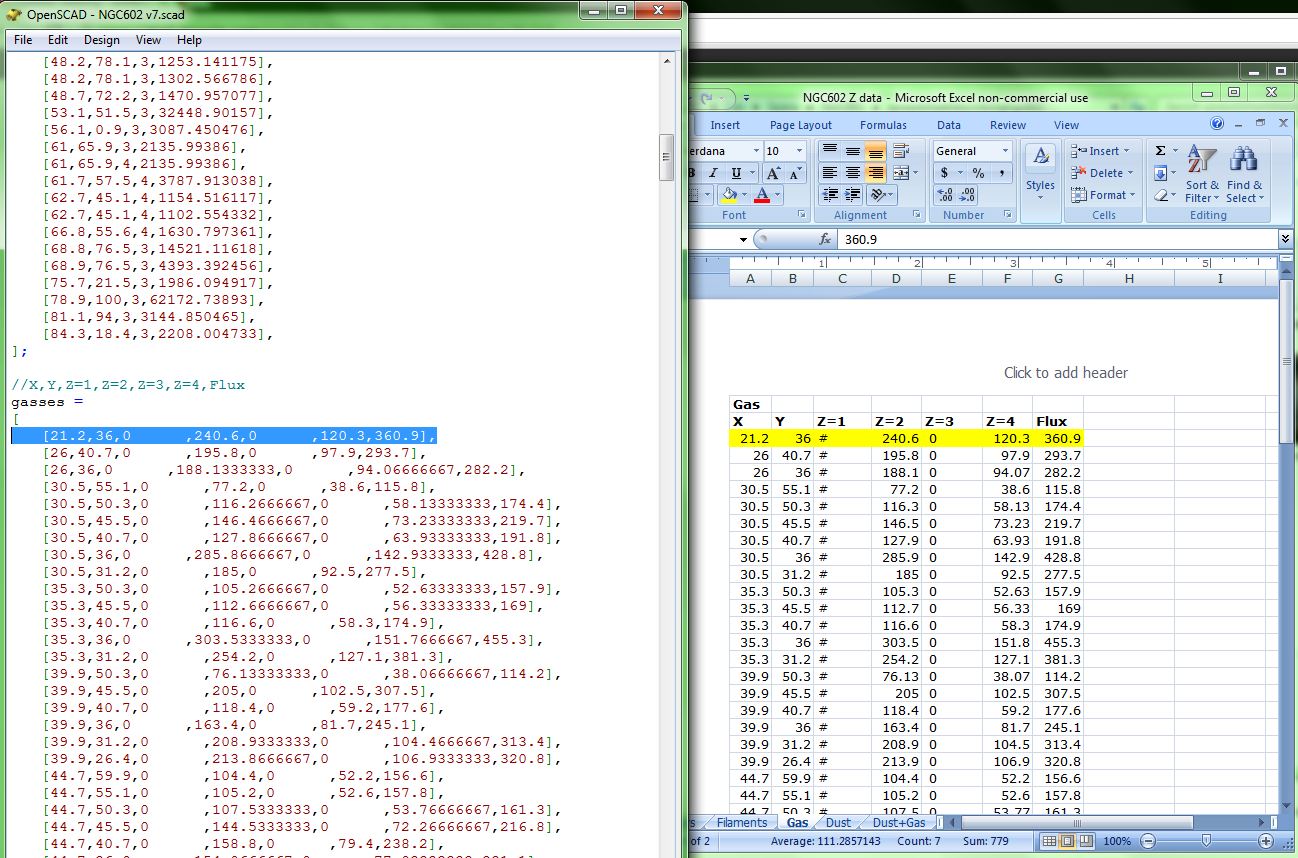 OpenSCAD - NGC602 v7.scad
File Edit Design View Help
[48.2,78.1,3,1253.141175],
[48.2,78.1,3,1302.566786],
[48.7,72.2,3,1470.957077],
[53.1,51.5,3,32448.90157],
[56.1,0.9,3,3087.450476],
[61,65.9,3,2135.99386],
[61,65.9,4,2135.99386],
[61.7,57.5,4,3787.913038],
[62.7,45.1,4,1154.516117],
[62.7,45.1,4,1102.554332],
[66.8,55.6,4,1630.797361],
[68.8,76.5,3,14521.11618],
[68.9,76.5,3,4393.392456],
[75.7,21.5,3,1986.094917],
[78.9,100,3,62172.73893],
[81.1,94,3,3144.850465],
[84.3,18.4,3,2208.004733],
];
//X,Y,Z=1,Z=2,Z=3,Z=4,Flux
gasses =
[
[21.2,36,0 ,240.6,0 ,120.3,360.9],
[26,40.7,0 ,195.8,0 ,97.9,293.7],
[26,36,0 ,188.1333333,0 ,94.06666667,282.2],
[30.5,55.1,0 ,77.2,0 ,38.6,115.8],
[30.5,50.3,0 ,116.2666667,0 ,58.13333333,174.4],
[30.5,45.5,0 ,146.4666667,0 ,73.23333333,219.7],
[30.5,40.7,0 ,127.8666667,0 ,63.93333333,191.8],
[30.5,36,0 ,285.8666667,0 ,142.9333333,428.8],
[30.5,31.2,0 ,185,0 ,92.5,277.5],
[35.3,50.3,0 ,105.2666667,0 ,52.63333333,157.9],
[35.3,45.5,0 ,112.6666667,0 ,56.33333333,169],
[35.3,40.7,0 ,116.6,0 ,58.3,174.9],
[35.3,36,0 ,303.5333333,0 ,151.7666667,455.3],
[35.3,31.2,0 ,254.2,0 ,127.1,381.3],
[39.9,50.3,0 ,76.13333333,0 ,38.06666667,114.2],
[39.9,45.5,0 ,205,0 ,102.5,307.5],
[39.9,40.7,0 ,118.4,0 ,59.2,177.6],
[39.9,36,0 ,163.4,0 ,81.7,245.1],
[39.9,31.2,0 ,208.9333333,0 ,104.4666667,313.4],
[39.9,26.4,0 ,213.8666667,0 ,106.9333333,320.8],
[44.7,59.9,0 ,104.4,0 ,52.2,156.6],
[44.7,55.1,0 ,105.2,0 ,52.6,157.8],
[44.7,50.3,0 ,107.5333333,0 ,53.76666667,161.3],
[44.7,45.5,0 ,144.5333333,0 ,72.26666667,216.8],
[44.7,40.7,0 ,158.8,0 ,79.4,238.2],
NGC602 Z data - Microsoft Excel non-commercial use
Insert Page Layout Formulas Data Review View
erdana 10 General Styles Insert Delete Format Sort & Filter Find & Select
Font Alignment Number Cells Editing
fx 360.9
1 2 3 4 5
A B C D E F G H I
Click to add header
Gas
X Y Z=1 Z=2 Z=3 Z=4 Flux
21.2 36 # 240.6 0 120.3 360.9
26 40.7 # 195.8 0 97.9 293.7
26 36 # 188.1 0 94.07 282.2
30.5 55.1 # 77.2 0 38.6 115.8
30.5 50.3 # 116.3 0 58.13 174.4
30.5 45.5 # 146.5 0 73.23 219.7
30.5 40.7 # 127.9 0 63.93 191.8
30.5 36 # 285.9 0 142.9 428.8
30.5 31.2 # 185 0 92.5 277.5
35.3 50.3 # 105.3 0 52.63 157.9
35.3 45.5 # 112.7 0 56.33 169
35.3 40.7 # 116.6 0 58.3 174.9
35.3 36 # 303.5 0 151.8 455.3
35.3 31.2 # 254.2 0 127.1 381.3
39.9 50.3 # 76.13 0 38.07 114.2
39.9 45.5 # 205 0 102.5 307.5
39.9 40.7 # 118.4 0 59.2 177.6
39.9 36 # 163.4 0 81.7 245.1
39.9 31.2 # 208.9 0 104.5 313.4
39.9 26.4 # 213.9 0 106.9 320.8
44.7 59.9 # 104.4 0 52.2 156.6
44.7 55.1 # 105.2 0 52.6 157.8
44.7 50.3 # 107.5 0 53.77 161.3
s Filaments Gas Dust Dust+Gas
of 2 Average: 111.2857143 Count: 7 Sum: 779 100%